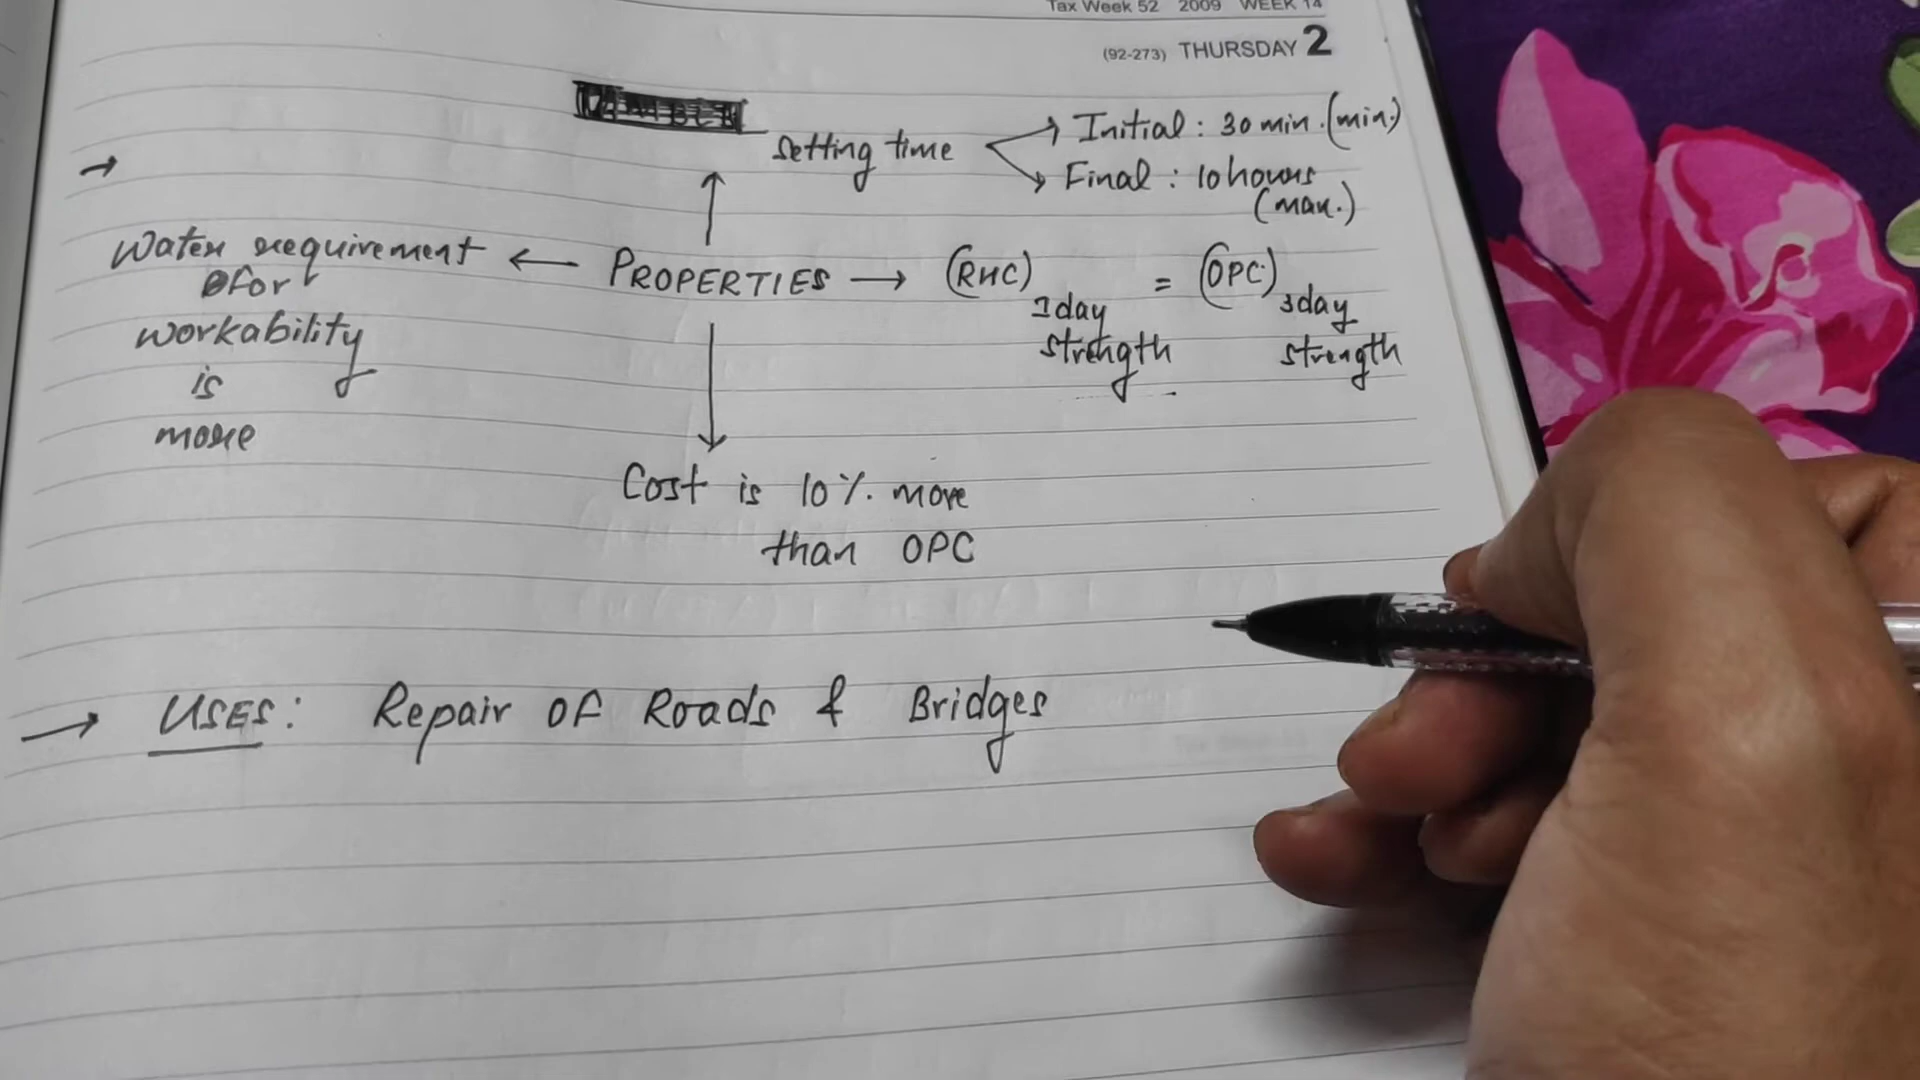 Tax Week 52 2009 WEEK 14
(92-273) THURSDAY 2
Setting time
→ Initial : 30 min. (min.)
→ Final : 10 hours
(max.)
→
Water requirement ← PROPERTIES → (RHC) 1day strength = (OPC) 3day strength
for
workability
is
more
Cost is 10% more
than OPC
→ USES: Repair OF Roads & Bridges